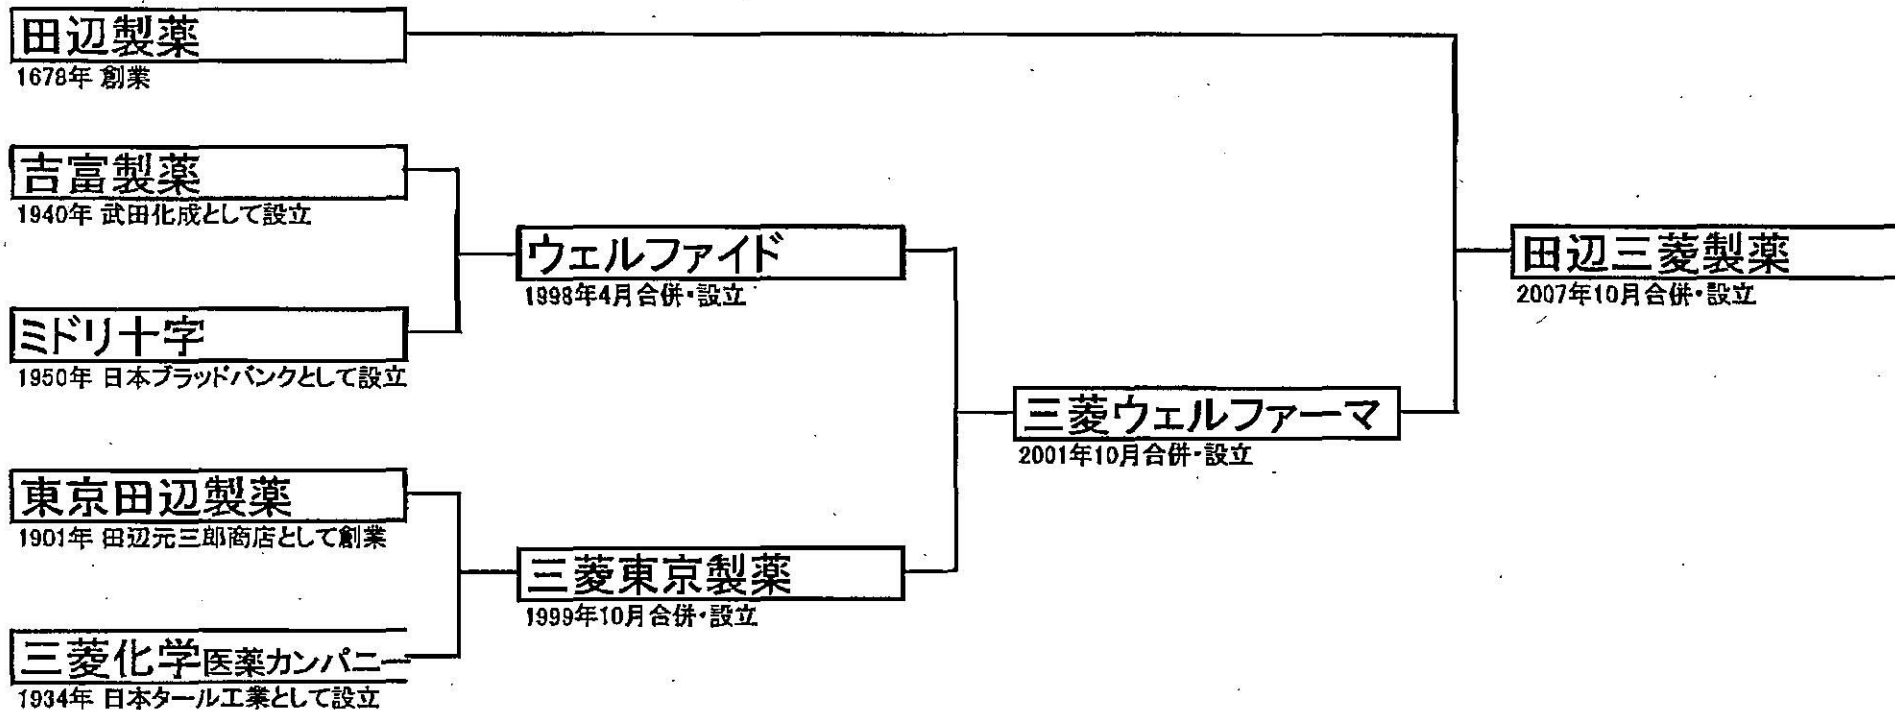 田辺製薬
1678年 創業
吉富製薬
1940年 武田化成として設立
ミドリ十字
1950年 日本ブラッドバンクとして設立
ウェルファイド
1998年4月合併・設立
東京田辺製薬
1901年 田辺元三郎商店として創業
三菱化学医薬カンパニー
1934年 日本タール工業として設立
三菱東京製薬
1999年10月合併・設立
三菱ウェルファーマ
2001年10月合併・設立
田辺三菱製薬
2007年10月合併・設立